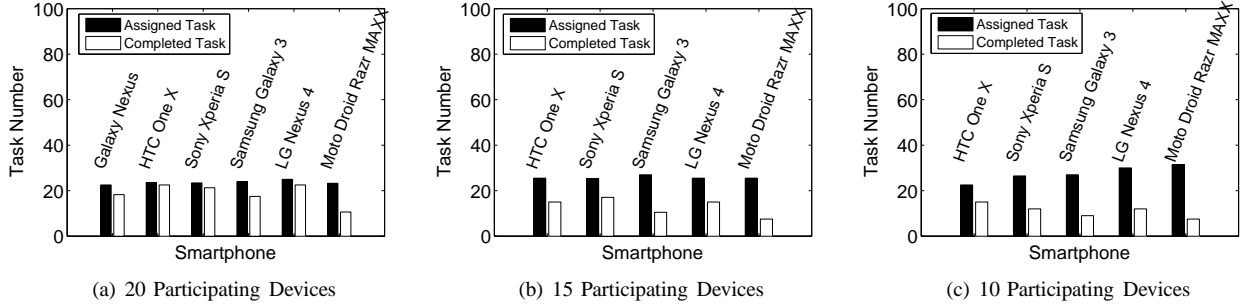 100
80
60
40
20
0
Task Number
Assigned Task
Completed Task
Galaxy Nexus
HTC One X
Sony Xperia S
Samsung Galaxy 3
LG Nexus 4
Moto Droid Razr MAXX
Smartphone
(a) 20 Participating Devices
100
80
60
40
20
0
Task Number
Assigned Task
Completed Task
HTC One X
Sony Xperia S
Samsung Galaxy 3
LG Nexus 4
Moto Droid Razr MAXX
Smartphone
(b) 15 Participating Devices
100
80
60
40
20
0
Task Number
Assigned Task
Completed Task
HTC One X
Sony Xperia S
Samsung Galaxy 3
LG Nexus 4
Moto Droid Razr MAXX
Smartphone
(c) 10 Participating Devices